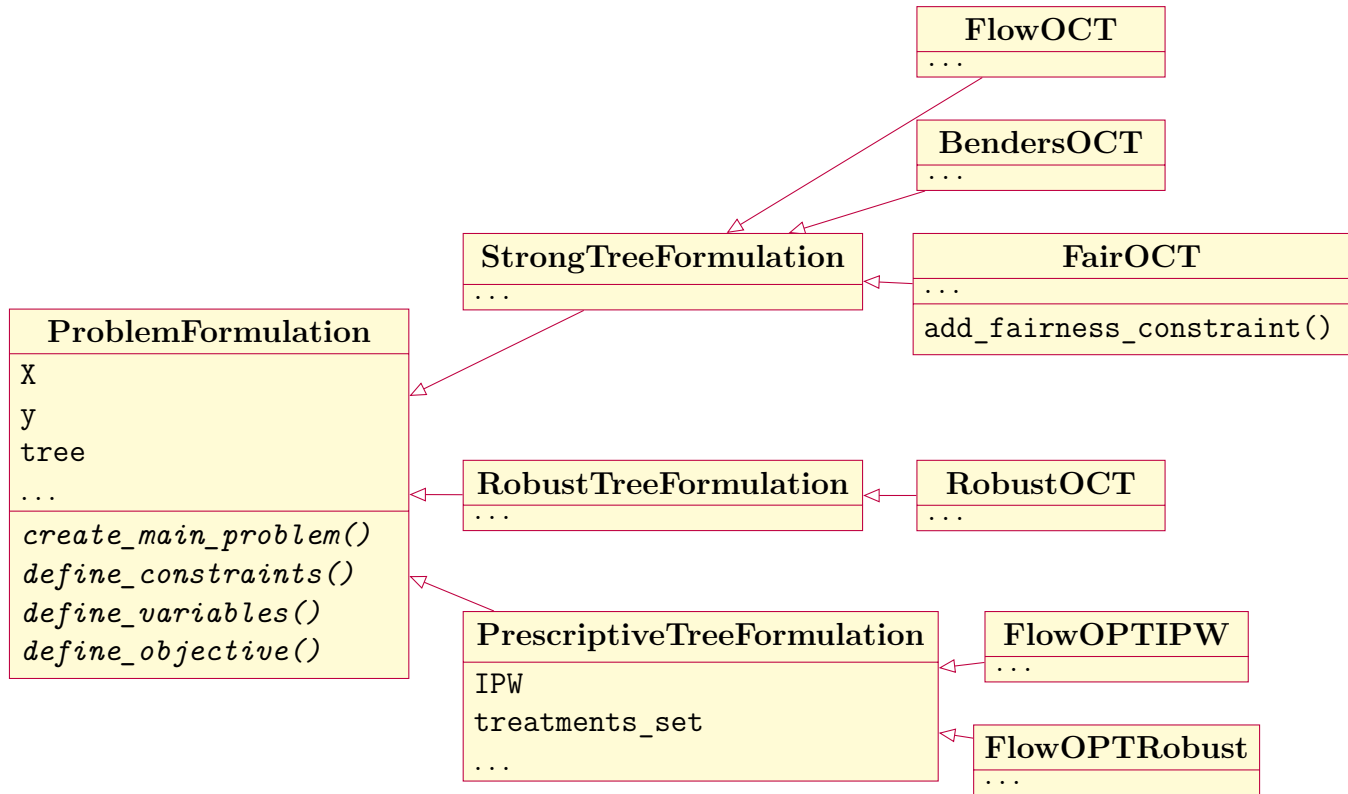 FlowOCT
...
BendersOCT
...
StrongTreeFormulation
...
FairOCT
...
add_fairness_constraint()
ProblemFormulation
X
y
tree
...
create_main_problem()
define_constraints()
define_variables()
define_objective()
RobustTreeFormulation
...
RobustOCT
...
PrescriptiveTreeFormulation
IPW
treatments_set
...
FlowOPTIPW
...
FlowOPTRobust
...